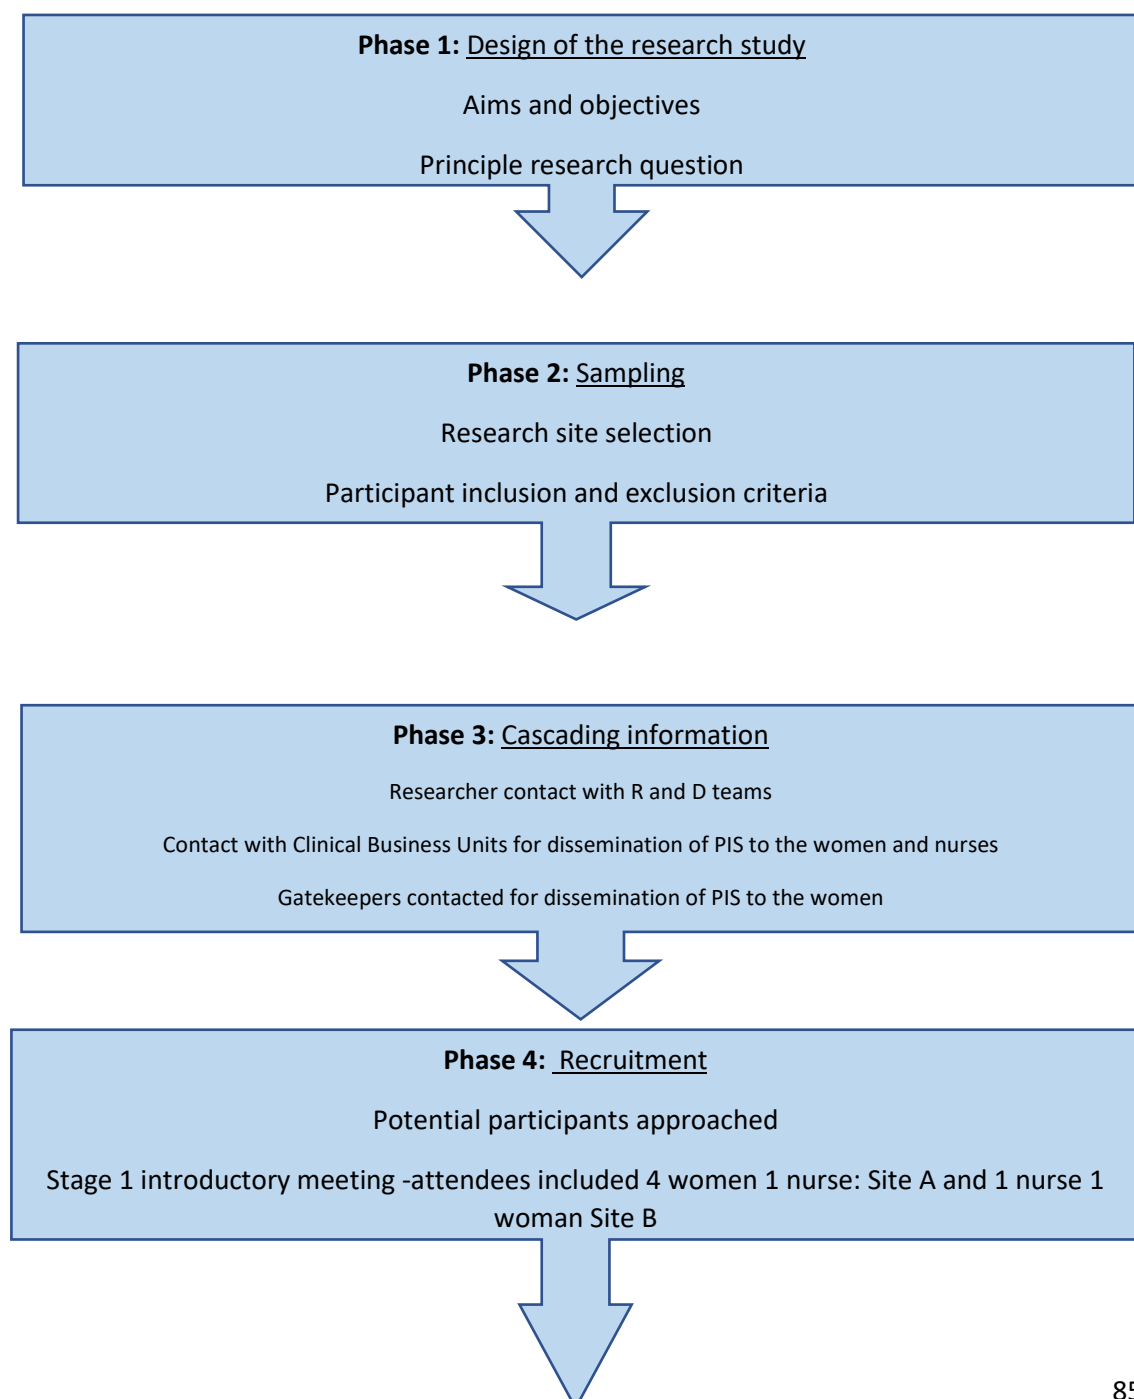 Phase 1: Design of the research study
Aims and objectives
Principle research question
Phase 2: Sampling
Research site selection
Participant inclusion and exclusion criteria
Phase 3: Cascading information
Researcher contact with R and D teams
Contact with Clinical Business Units for dissemination of PIS to the women and nurses
Gatekeepers contacted for dissemination of PIS to the women
Phase 4: Recruitment
Potential participants approached
Stage 1 introductory meeting -attendees included 4 women 1 nurse: Site A and 1 nurse 1
woman Site B
85